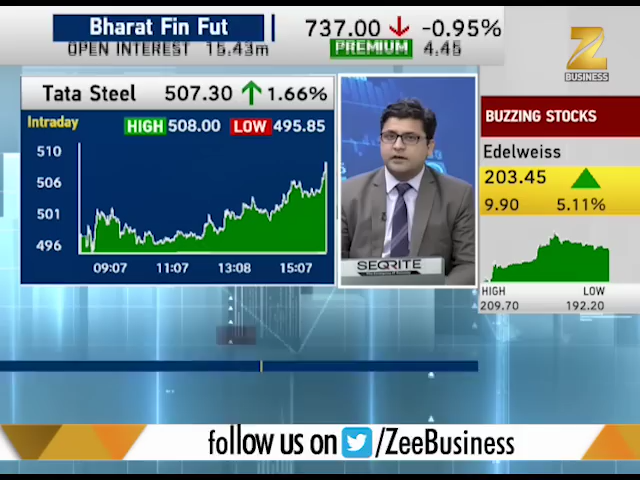 Bharat Fin Fut 737.00 -0.95%
OPEN INTEREST 15.43m PREMIUM 4.45
Z
BUSINESS
Tata Steel 507.30 1.66%
Intraday HIGH 508.00 LOW 495.85
510
506
501
496
09:07 11:07 13:08 15:07
SEQRITE
BUZZING STOCKS
Edelweiss
203.45
9.90 5.11%
HIGH LOW
209.70 192.20
follow us on /ZeeBusiness